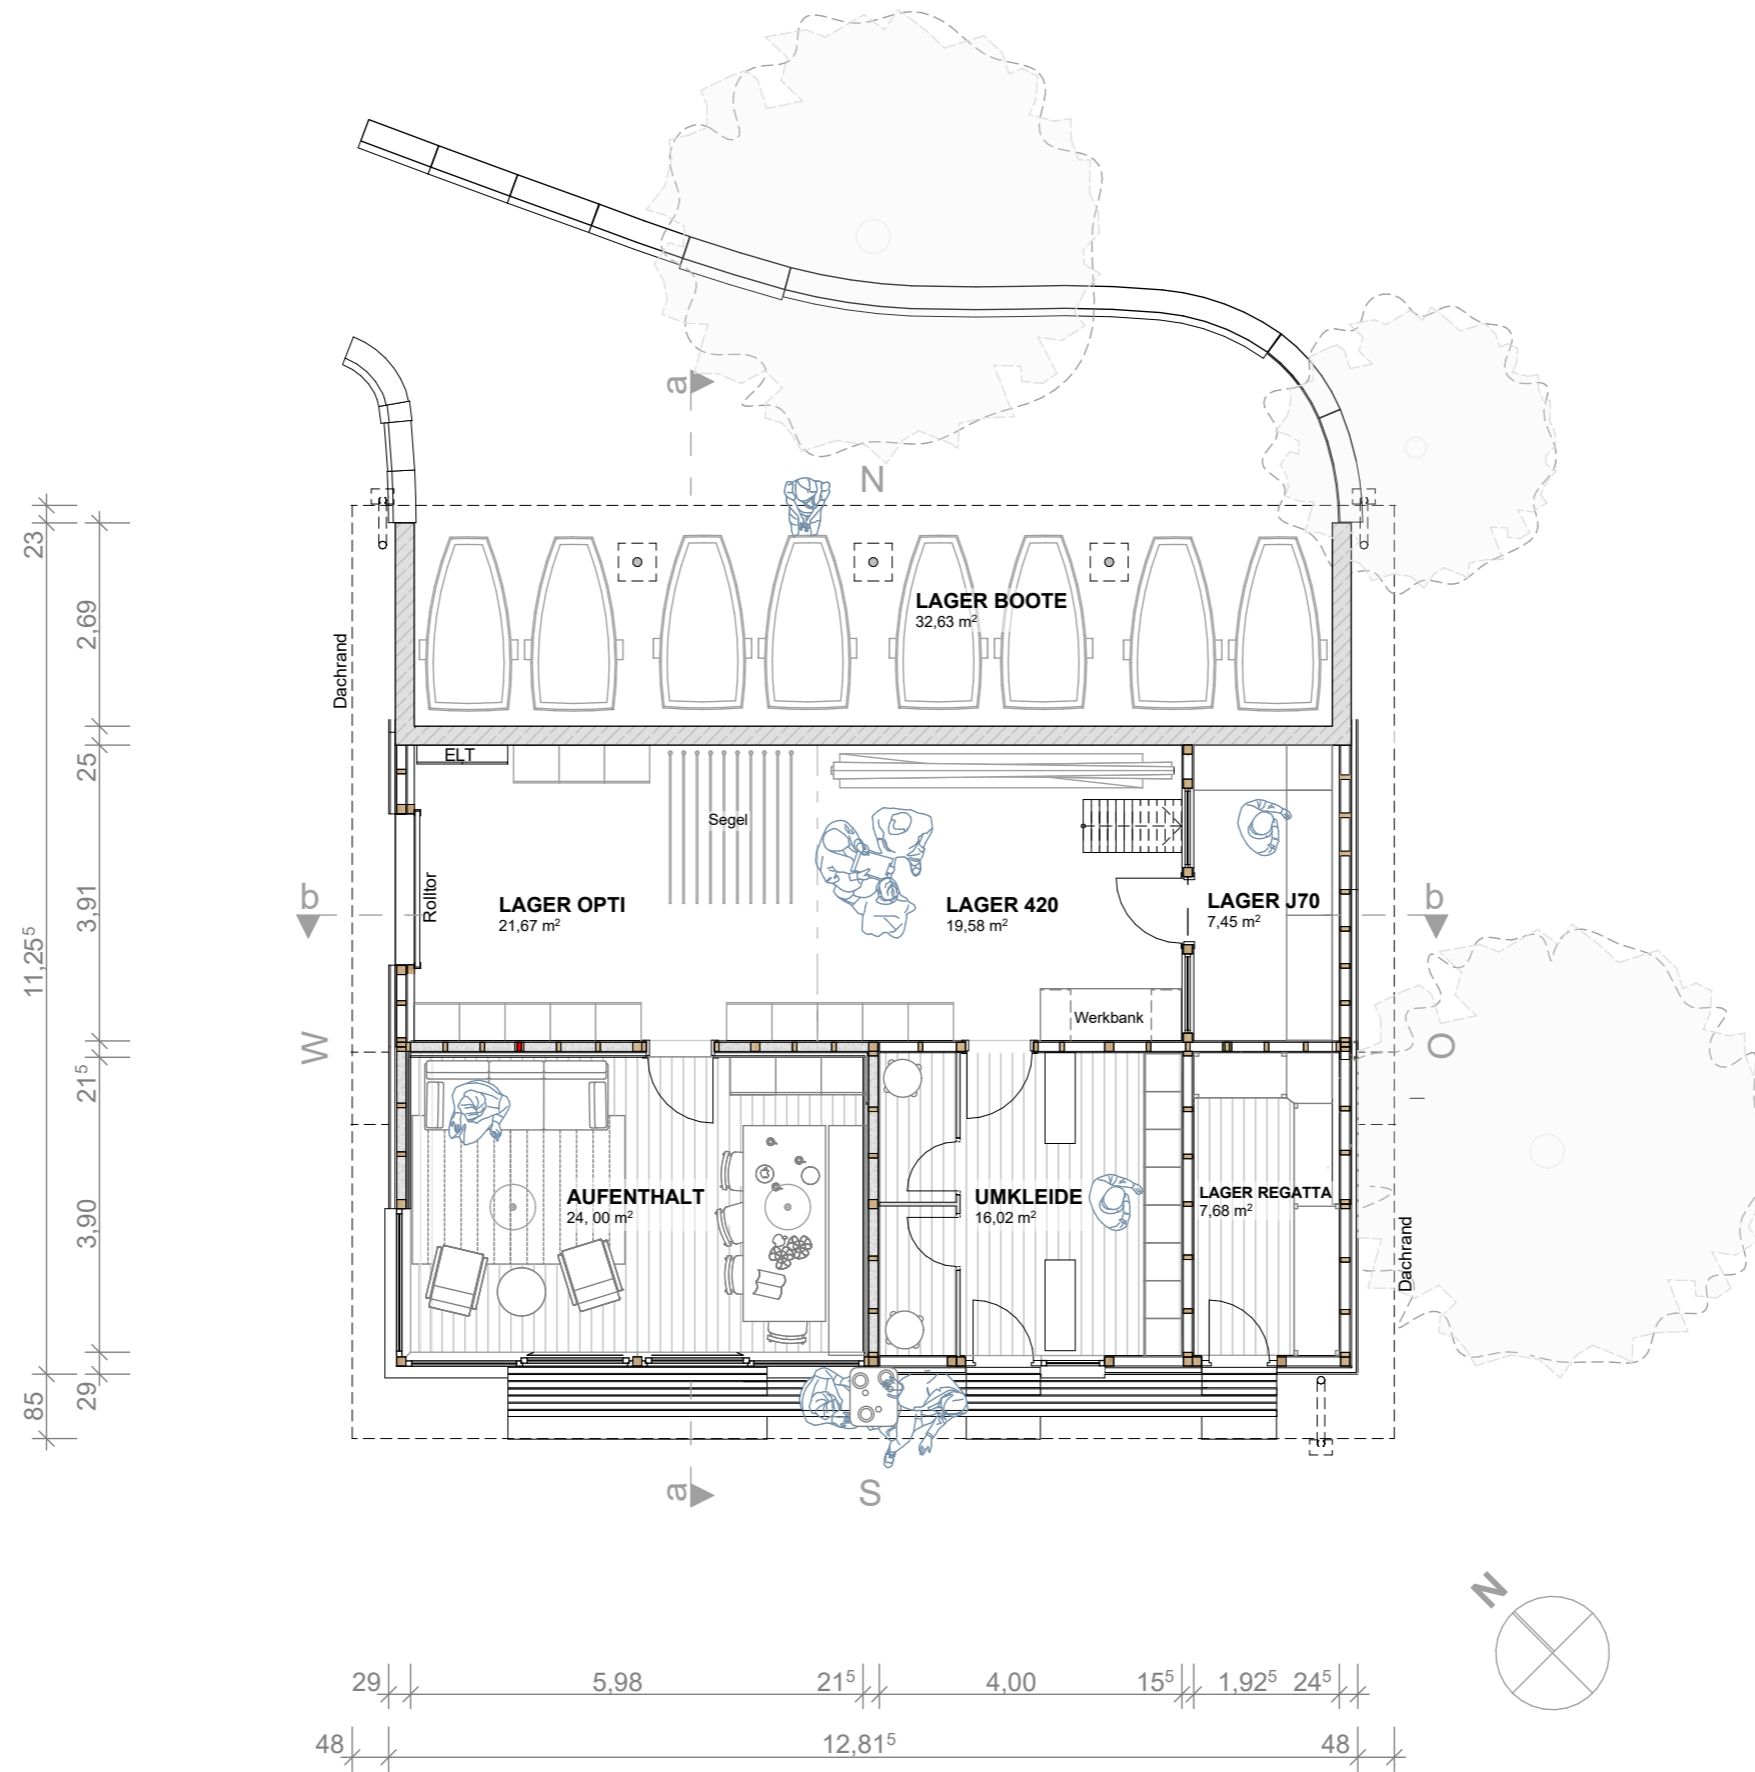 a
N
23
2,69
Dachrand
LAGER BOOTE
32,63 m²
25
ELT
Segel
3,91
11,25⁵
b
Rolltor
LAGER OPTI
21,67 m²
LAGER 420
19,58 m²
LAGER J70
7,45 m²
b
Werkbank
W
O
21⁵
3,90
AUFENTHALT
24, 00 m²
UMKLEIDE
16,02 m²
LAGER REGATTA
7,68 m²
Dachrand
85
29
a
S
N
29
5,98
21⁵
4,00
15⁵
1,92⁵
24⁵
48
12,81⁵
48